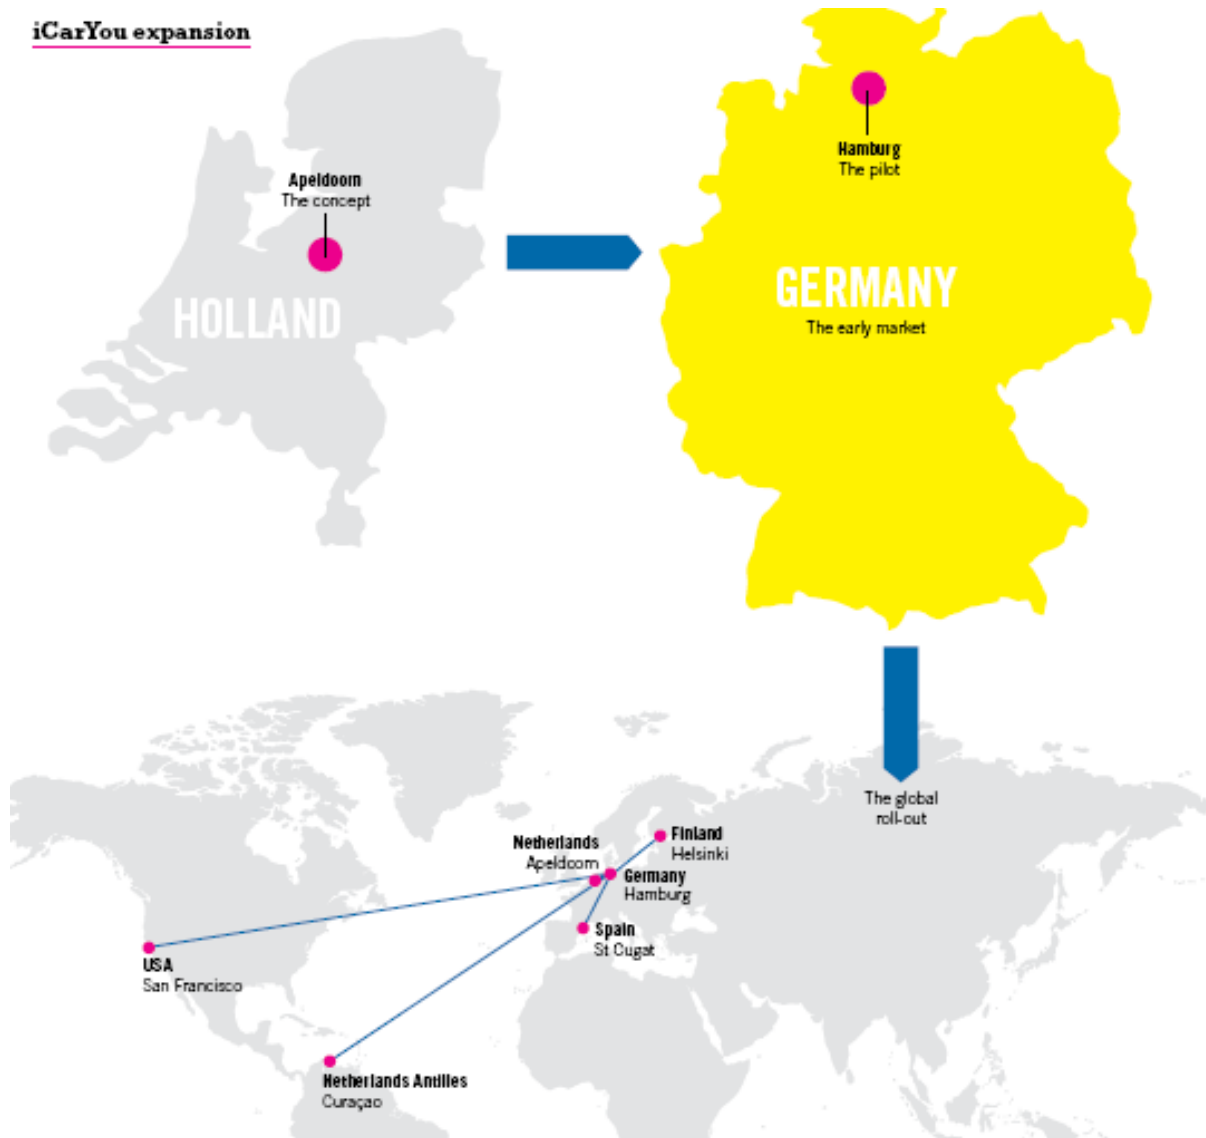 iCarYou expansion
Apeldoorn
The concept
HOLLAND
Hamburg
The pilot
GERMANY
The early market
The global
roll-out
Netherlands
Apeldoorn
Finland
Helsinki
Germany
Hamburg
Spain
St Cugat
USA
San Francisco
Netherlands Antilles
Curaçao